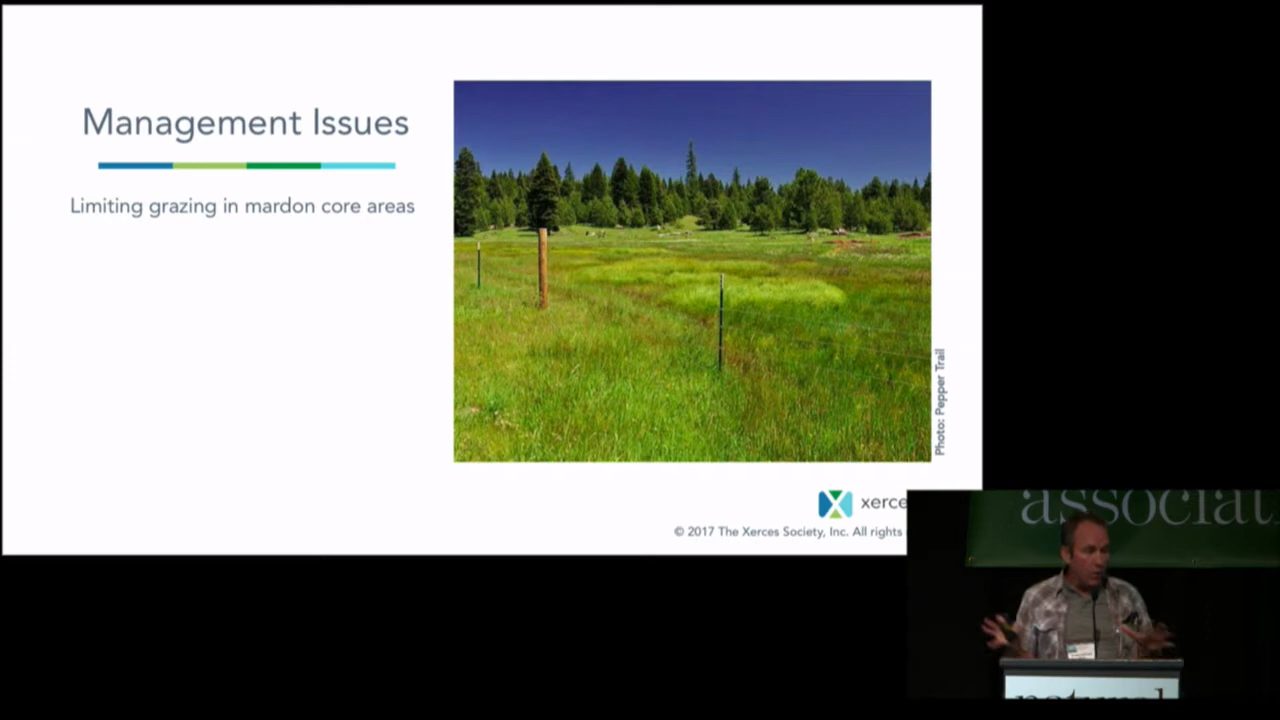 Management Issues
Limiting grazing in mardon core areas
Photo: Pepper Trail
xerce
© 2017 The Xerces Society, Inc. All rights
associat
natural